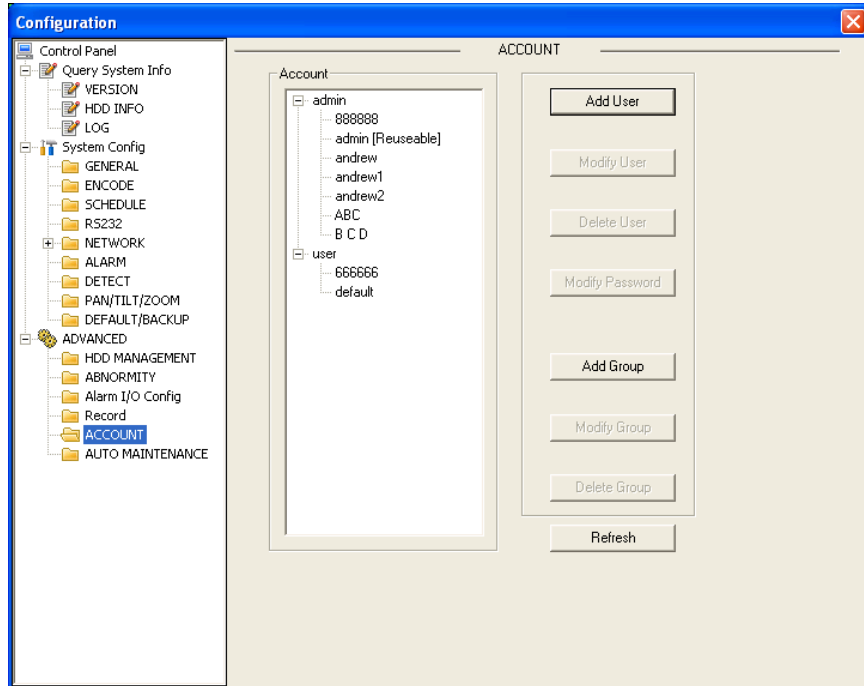 Configuration
Control Panel
Query System Info
VERSION
HDD INFO
LOG
System Config
GENERAL
ENCODE
SCHEDULE
RS232
NETWORK
ALARM
DETECT
PAN/TILT/ZOOM
DEFAULT/BACKUP
ADVANCED
HDD MANAGEMENT
ABNORMITY
Alarm I/O Config
Record
ACCOUNT
AUTO MAINTENANCE
ACCOUNT
Account
admin
888888
admin [Reuseable]
andrew
andrew1
andrew2
ABC
B C D
user
666666
default
Add User
Modify User
Delete User
Modify Password
Add Group
Modify Group
Delete Group
Refresh